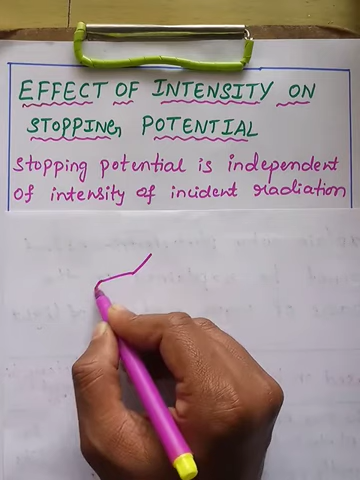 EFFECT OF INTENSITY ON
STOPPING POTENTIAL
Stopping potential is independent
of intensity of incident radiation